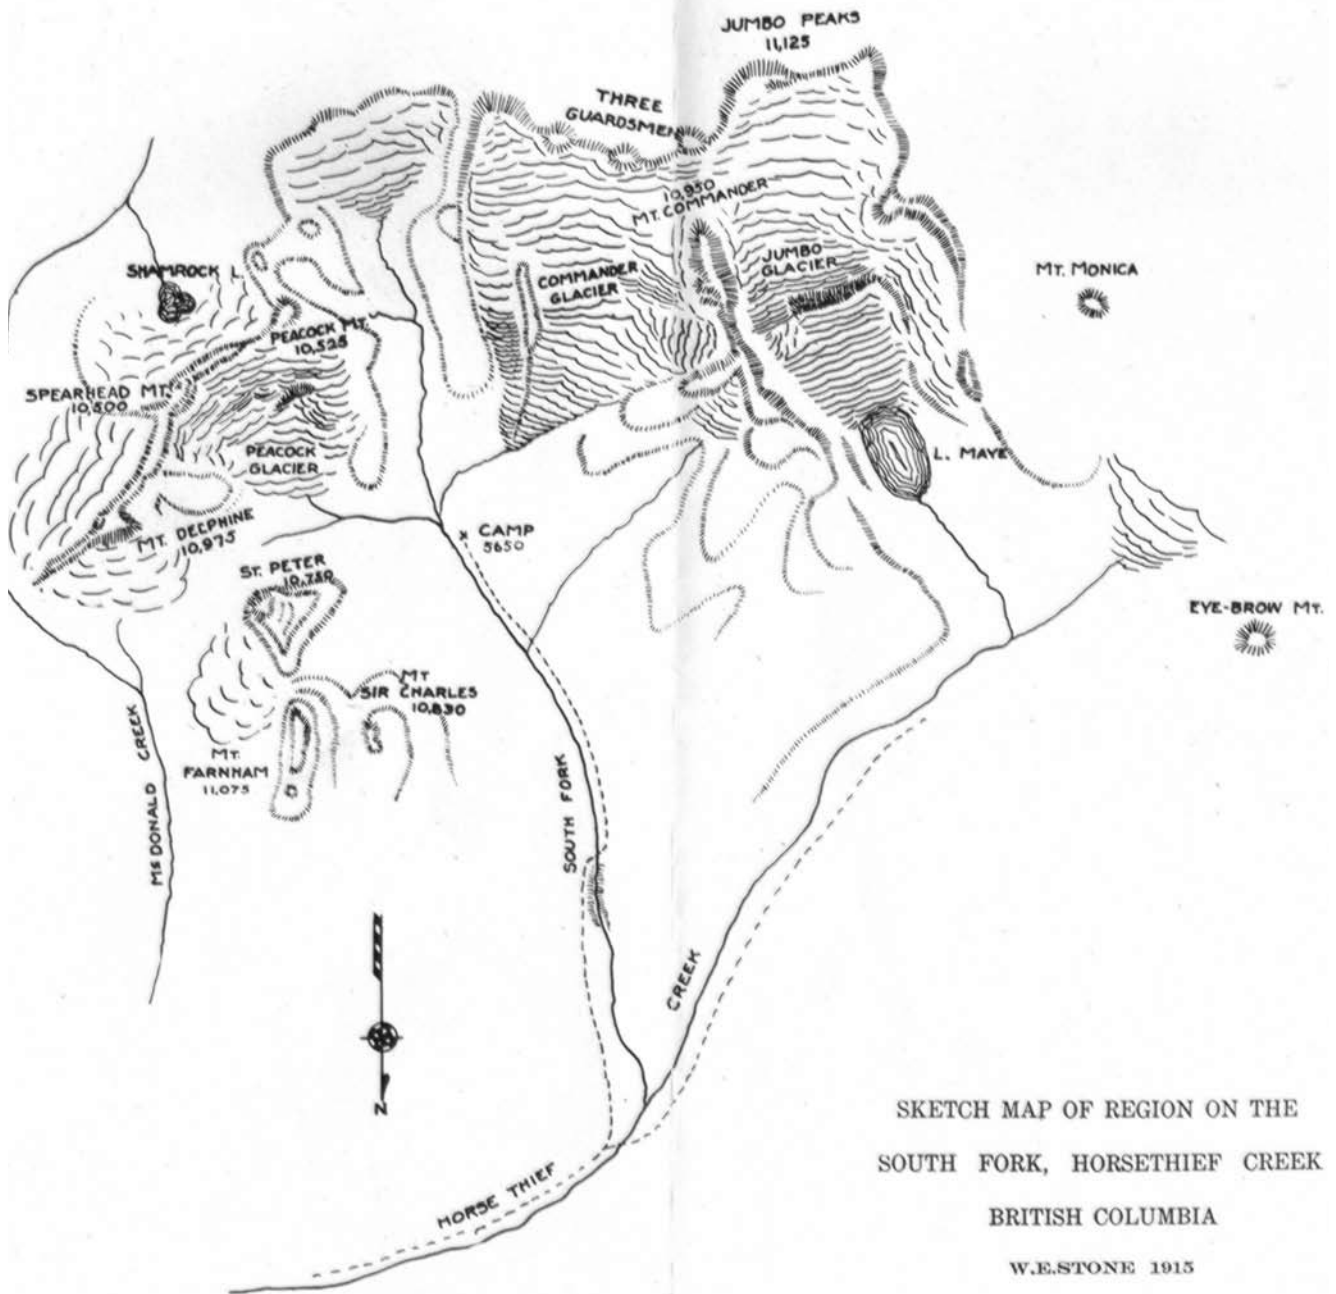 JUMBO PEAKS
11,125
THREE
GUARDSMEN
10,950
MT. COMMANDER
SHAMROCK L.
COMMANDER
GLACIER
JUMBO
GLACIER
MT. MONICA
PEACOCK MT.
10,525
SPEARHEAD MT.
10,500
PEACOCK
GLACIER
L. MAYE
MT. DELPHINE
10,975
CAMP
5650
ST. PETER
10,750
EYE-BROW MT.
MT
SIR CHARLES
10,830
MT.
FARNHAM
11,075
McDONALD CREEK
SOUTH FORK
CREEK
N
HORSE THIEF
SKETCH MAP OF REGION ON THE
SOUTH FORK, HORSETHIEF CREEK
BRITISH COLUMBIA
W.E.STONE 1915